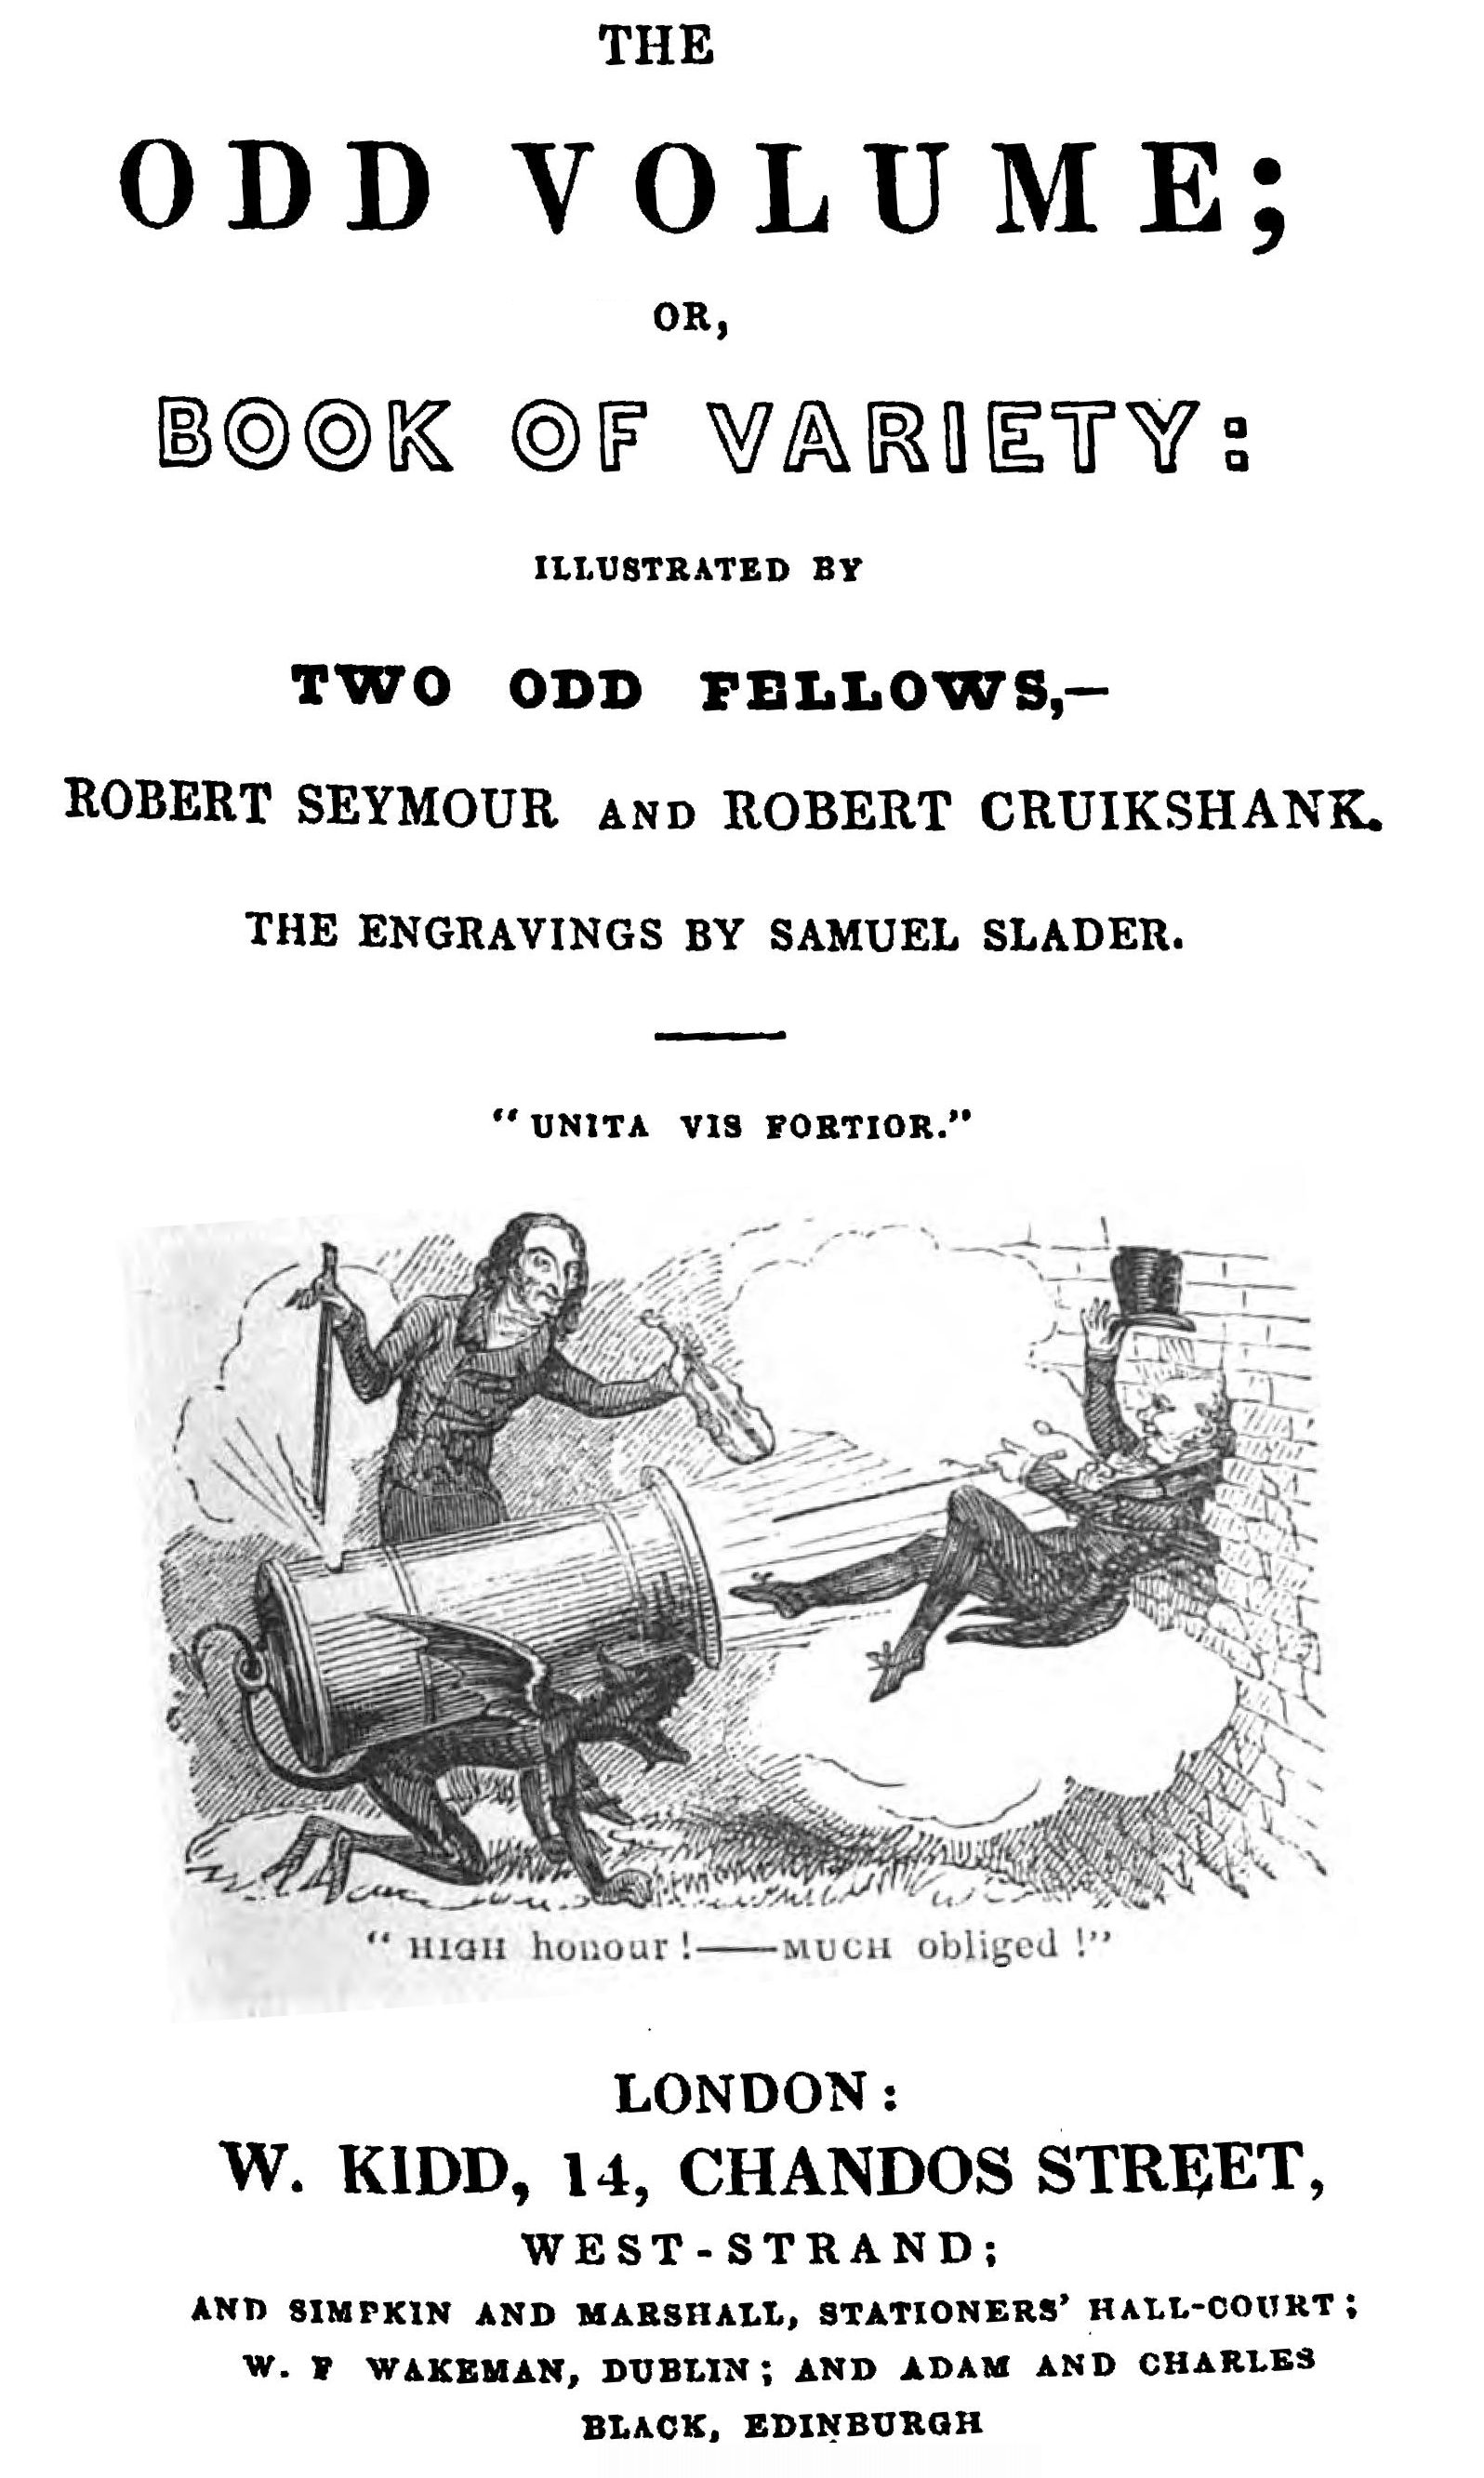 THE
ODD VOLUME;
OR,
BOOK OF VARIETY:
ILLUSTRATED BY
TWO ODD FELLOWS,—
ROBERT SEYMOUR AND ROBERT CRUIKSHANK.
THE ENGRAVINGS BY SAMUEL SLADER.
"UNITA VIS FORTIOR."
"HIGH honour!——MUCH obliged!"
LONDON:
W. KIDD, 14, CHANDOS STREET,
WEST-STRAND;
AND SIMPKIN AND MARSHALL, STATIONERS' HALL-COURT;
W. F WAKEMAN, DUBLIN; AND ADAM AND CHARLES
BLACK, EDINBURGH